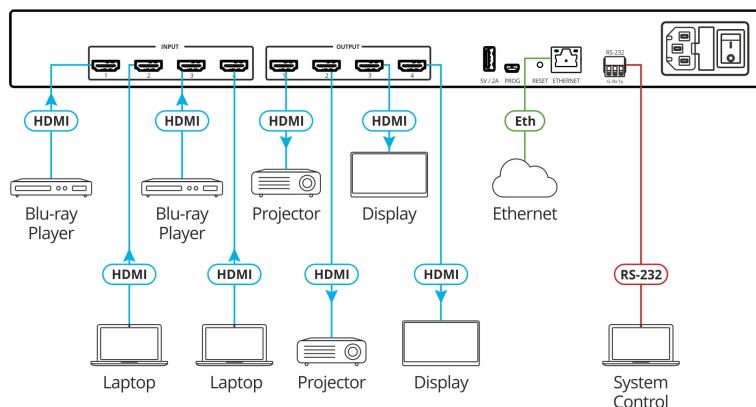 INPUT
OUTPUT
RS-232
1
2
3
4
1
2
3
4
5V / 2A
PROG
RESET
ETHERNET
G Rx Tx
HDMI
HDMI
HDMI
HDMI
Eth
Blu-ray
Player
Blu-ray
Player
Projector
Display
Ethernet
HDMI
HDMI
HDMI
HDMI
RS-232
Laptop
Laptop
Projector
Display
System
Control